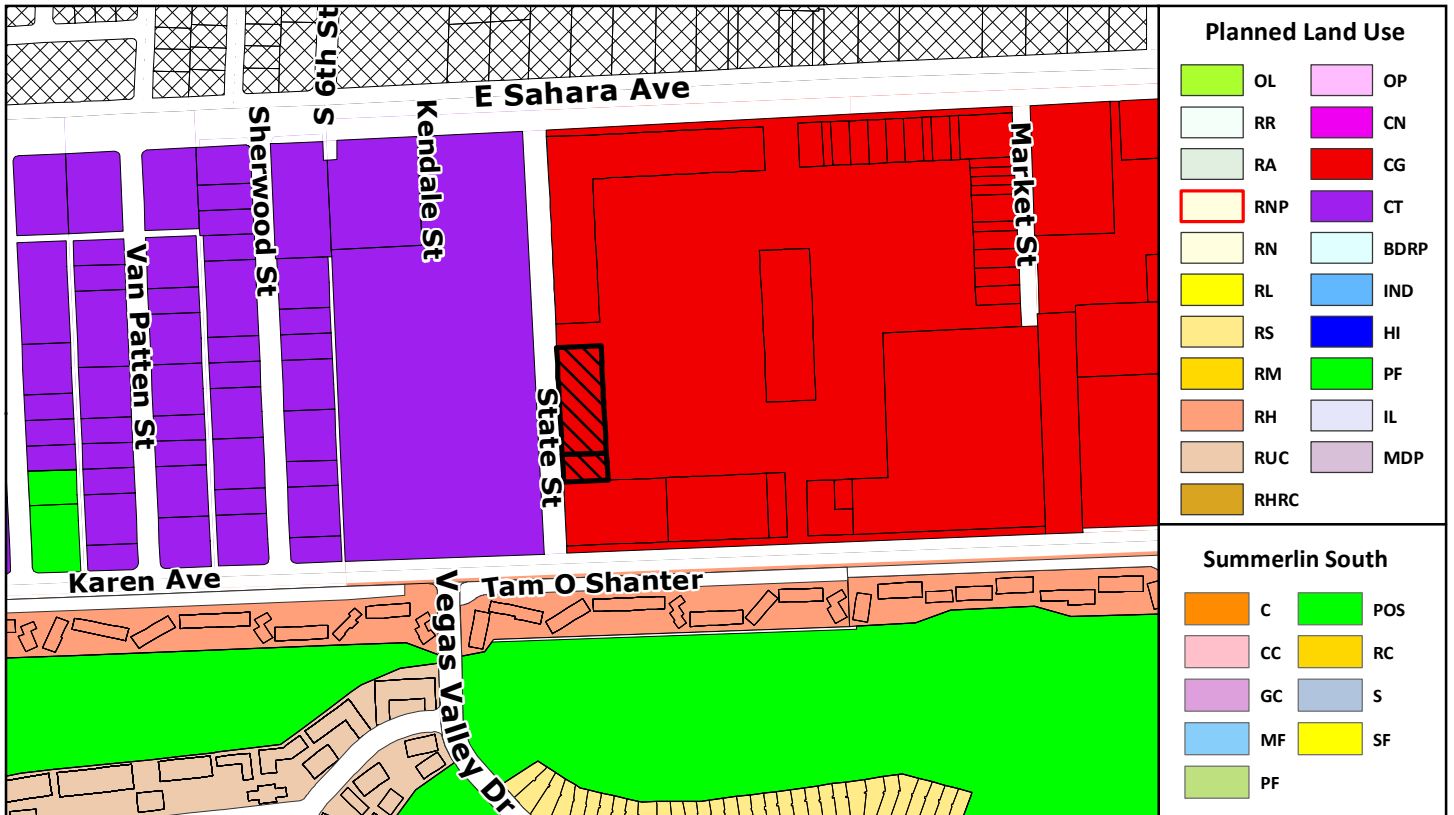 S 6th St
E Sahara Ave
Sherwood St
Kendale St
Market St
Van Patten St
State St
Karen Ave
Tam O Shanter
Vegas Valley Dr
Planned Land Use
OL OP
RR CN
RA CG
RNP CT
RN BDRP
RL IND
RS HI
RM PF
RH IL
RUC MDP
RHRC
Summerlin South
C POS
CC RC
GC S
MF SF
PF